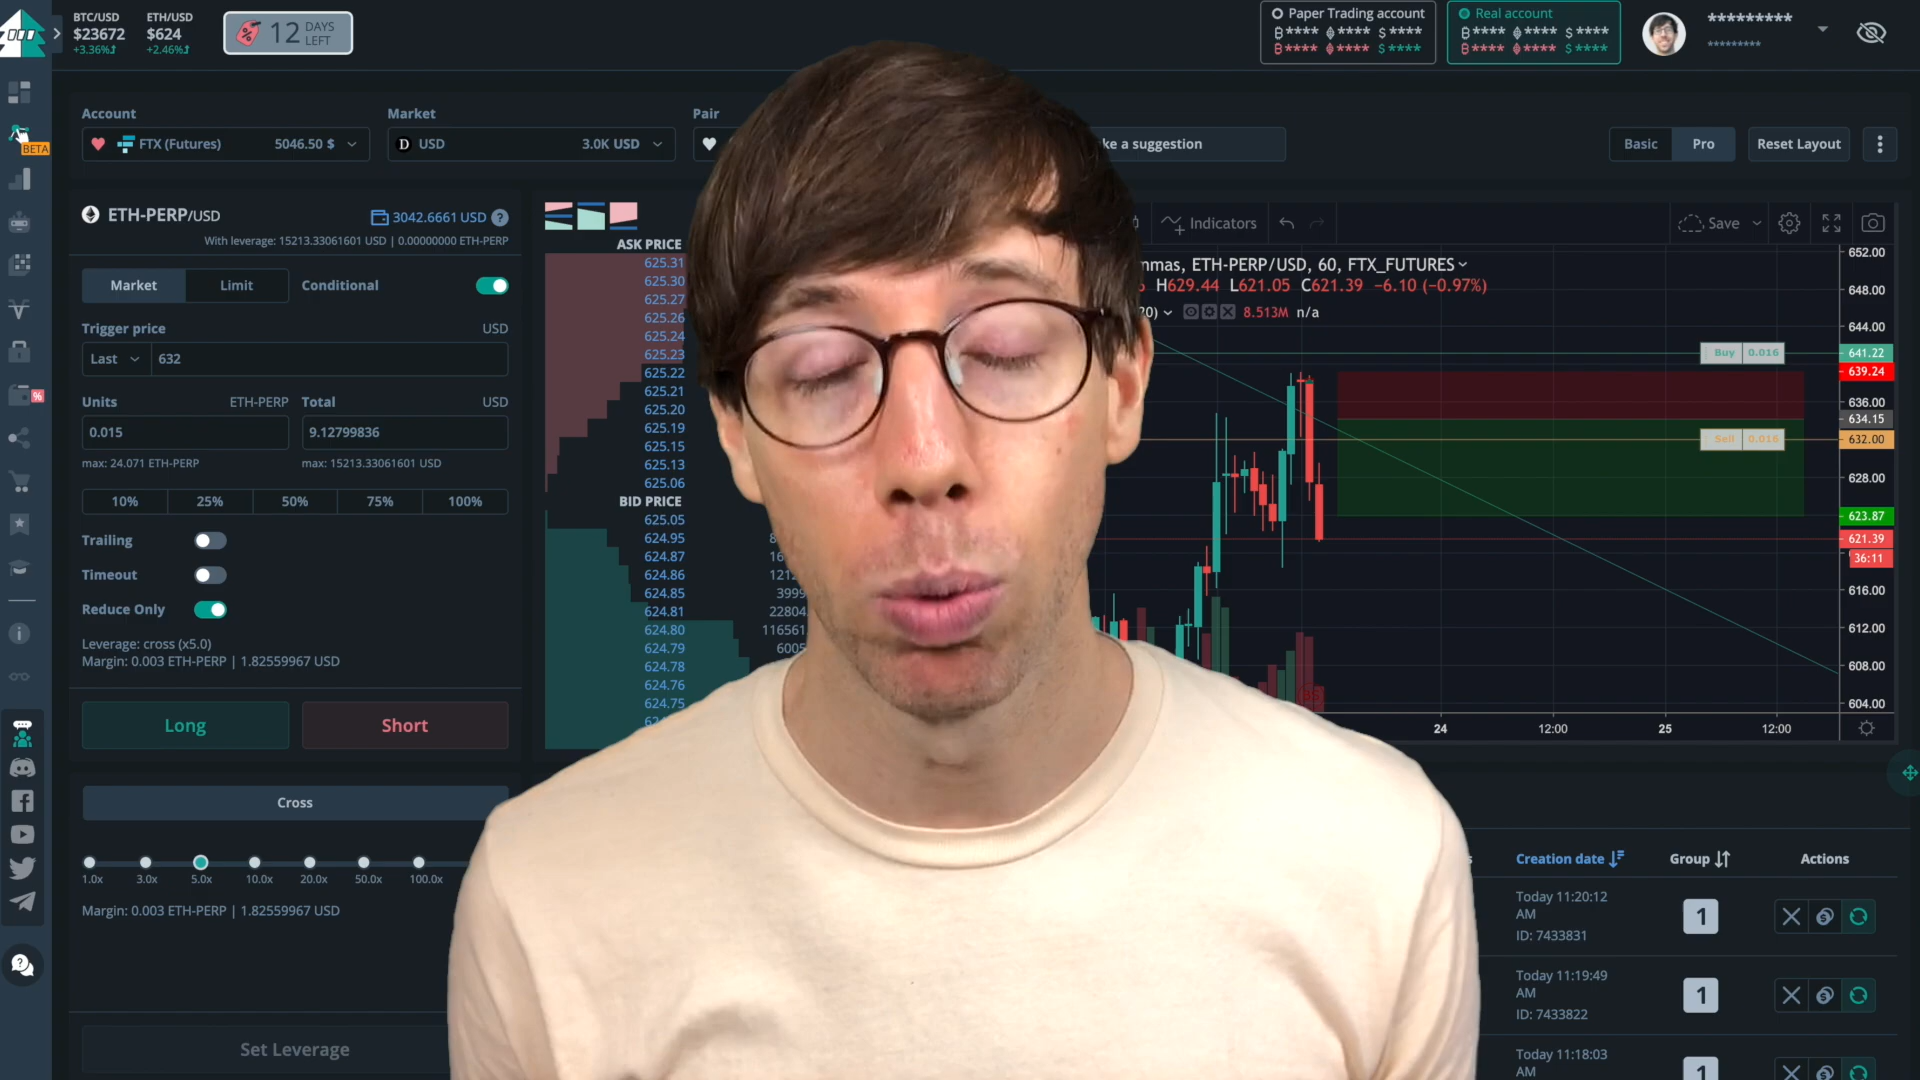 BTC/USD
$23672
+3.36%
ETH/USD
$624
+2.46%
12 DAYS LEFT
Paper Trading account
**** **** $ ****
**** **** $ ****
Real account
**** **** $ ****
**** **** $ ****
*********
*********
BETA
Account
Market
Pair
FTX (Futures) 5046.50 $
D USD 3.0K USD
ke a suggestion
Basic
Pro
Reset Layout
ETH-PERP/USD
3042.6661 USD ?
With leverage: 15213.33061601 USD | 0.00000000 ETH-PERP
Market
Limit
Conditional
Trigger price USD
Last 632
Units ETH-PERP
Total USD
0.015
9.12799836
max: 24.071 ETH-PERP
max: 15213.33061601 USD
10%
25%
50%
75%
100%
Trailing
Timeout
Reduce Only
Leverage: cross (x5.0)
Margin: 0.003 ETH-PERP | 1.82559967 USD
Long
Short
Cross
1.0x
3.0x
5.0x
10.0x
20.0x
50.0x
100.0x
Margin: 0.003 ETH-PERP | 1.82559967 USD
Set Leverage
ASK PRICE
625.31
625.30
625.27
625.26
625.24
625.23
625.22
625.21
625.20
625.19
625.15
625.13
625.06
BID PRICE
625.05
624.95
624.87
624.86
624.85 3999
624.81 22804
624.80 116561
624.79 6005
624.78
624.76
624.75
Indicators
Save
nmas, ETH-PERP/USD, 60, FTX_FUTURES
H629.44 L621.05 C621.39 −6.10 (−0.97%)
20) 8.513M n/a
Buy 0.016
Sell 0.016
652.00
648.00
644.00
641.22
639.24
636.00
634.15
632.00
628.00
623.87
621.39
36:11
616.00
612.00
608.00
604.00
24
12:00
25
12:00
Creation date
Group
Actions
Today 11:20:12
AM
ID: 7433831
1
Today 11:19:49
AM
ID: 7433822
1
Today 11:18:03
AM
1